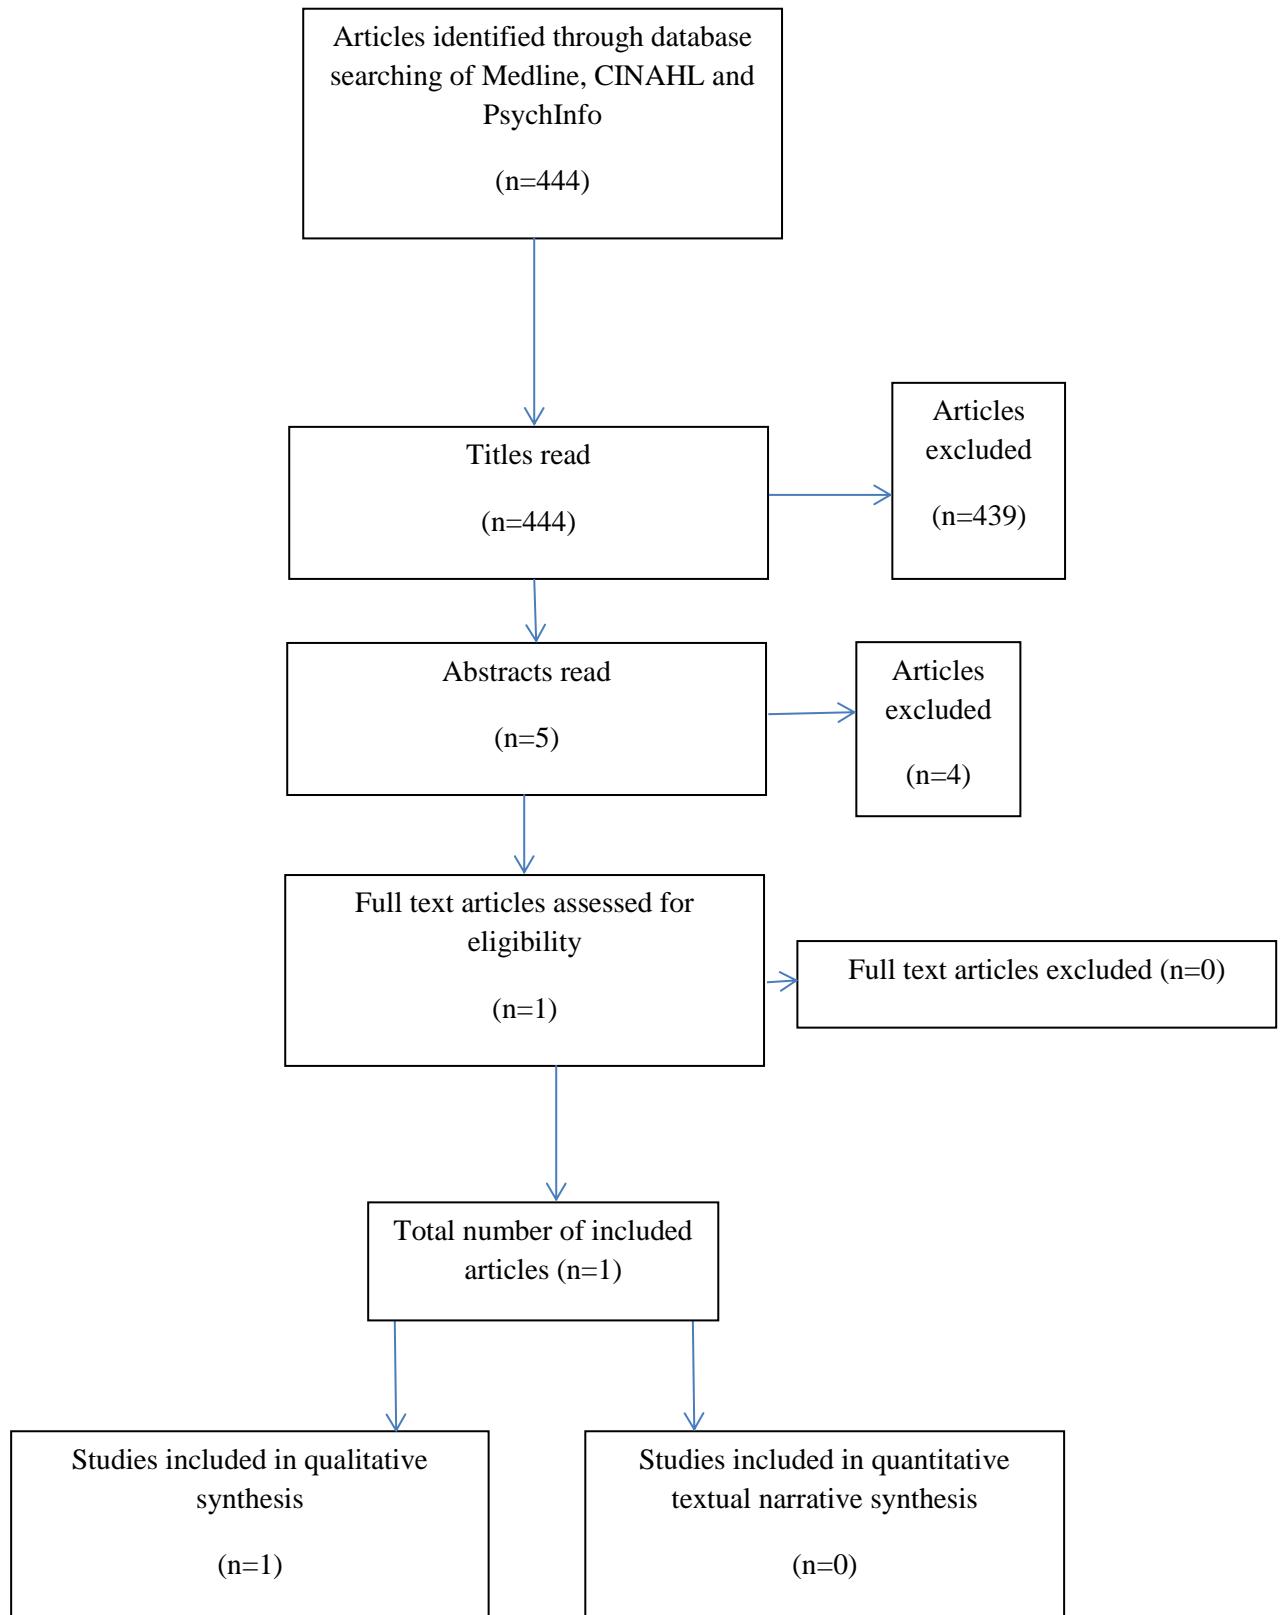 Articles identified through database
searching of Medline, CINAHL and
PsychInfo
(n=444)
Titles read
(n=444)
Articles
excluded
(n=439)
Abstracts read
(n=5)
Articles
excluded
(n=4)
Full text articles assessed for
eligibility
(n=1)
Full text articles excluded (n=0)
Total number of included
articles (n=1)
Studies included in qualitative
synthesis
(n=1)
Studies included in quantitative
textual narrative synthesis
(n=0)